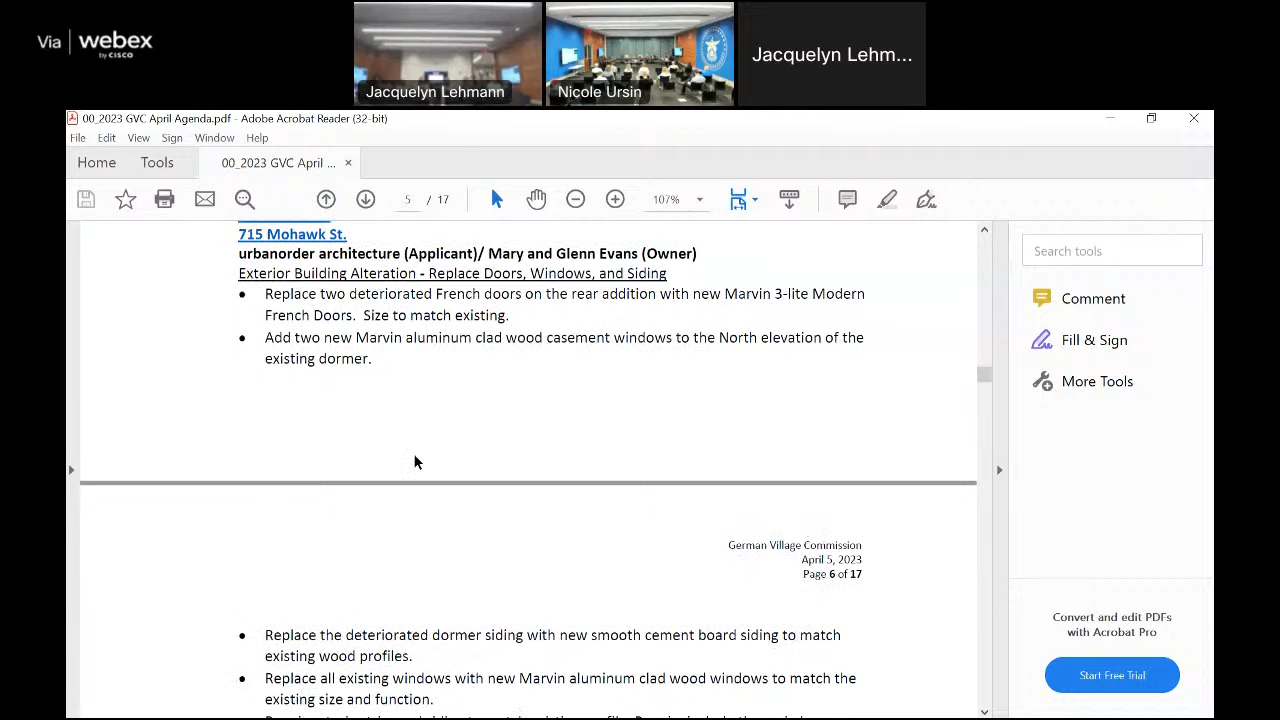 Via webex
by CISCO
Jacquelyn Lehmann
Nicole Ursin
Jacquelyn Lehm...
00_2023 GVC April Agenda.pdf - Adobe Acrobat Reader (32-bit)
File Edit View Sign Window Help
Home Tools 00_2023 GVC April ... ×
5 / 17 107%
715 Mohawk St.
urbanorder architecture (Applicant)/ Mary and Glenn Evans (Owner)
Exterior Building Alteration - Replace Doors, Windows, and Siding
• Replace two deteriorated French doors on the rear addition with new Marvin 3-lite Modern
French Doors. Size to match existing.
• Add two new Marvin aluminum clad wood casement windows to the North elevation of the
existing dormer.
German Village Commission
April 5, 2023
Page 6 of 17
• Replace the deteriorated dormer siding with new smooth cement board siding to match
existing wood profiles.
• Replace all existing windows with new Marvin aluminum clad wood windows to match the
existing size and function.
Search tools
Comment
Fill & Sign
More Tools
Convert and edit PDFs
with Acrobat Pro
Start Free Trial